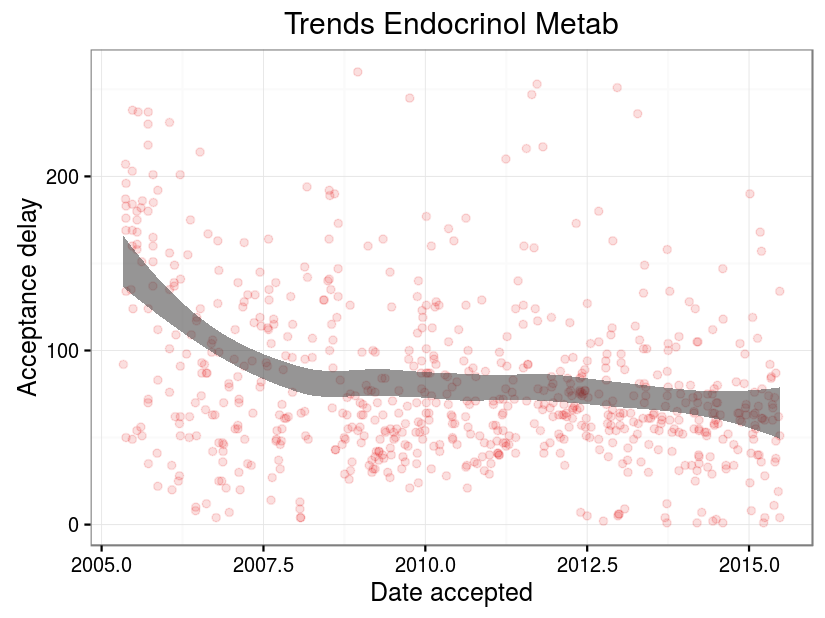 Trends Endocrinol Metab
Acceptance delay
200
100
0
2005.0 2007.5 2010.0 2012.5 2015.0
Date accepted